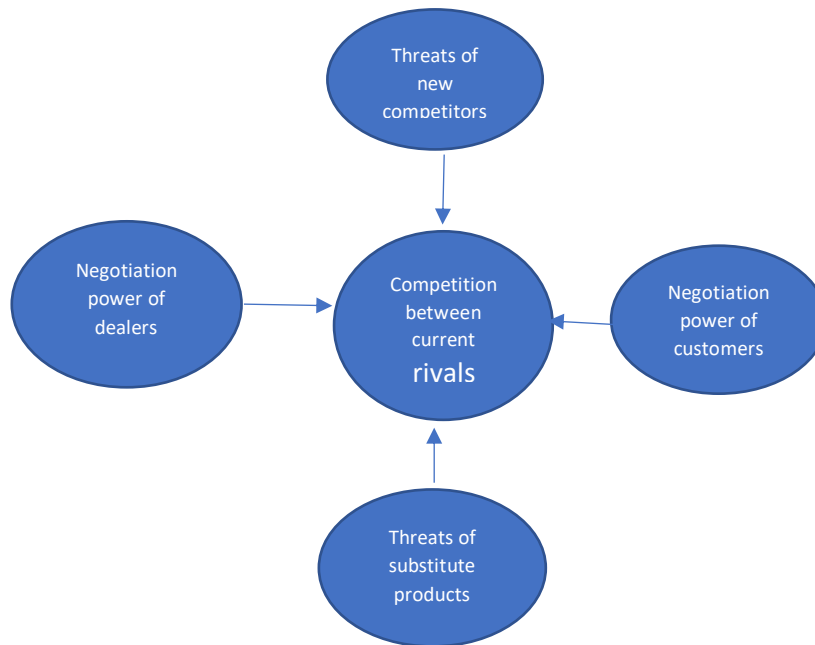 Threats of
new
competitors
Negotiation
power of
dealers
Competition
between
current
rivals
Negotiation
power of
customers
Threats of
substitute
products